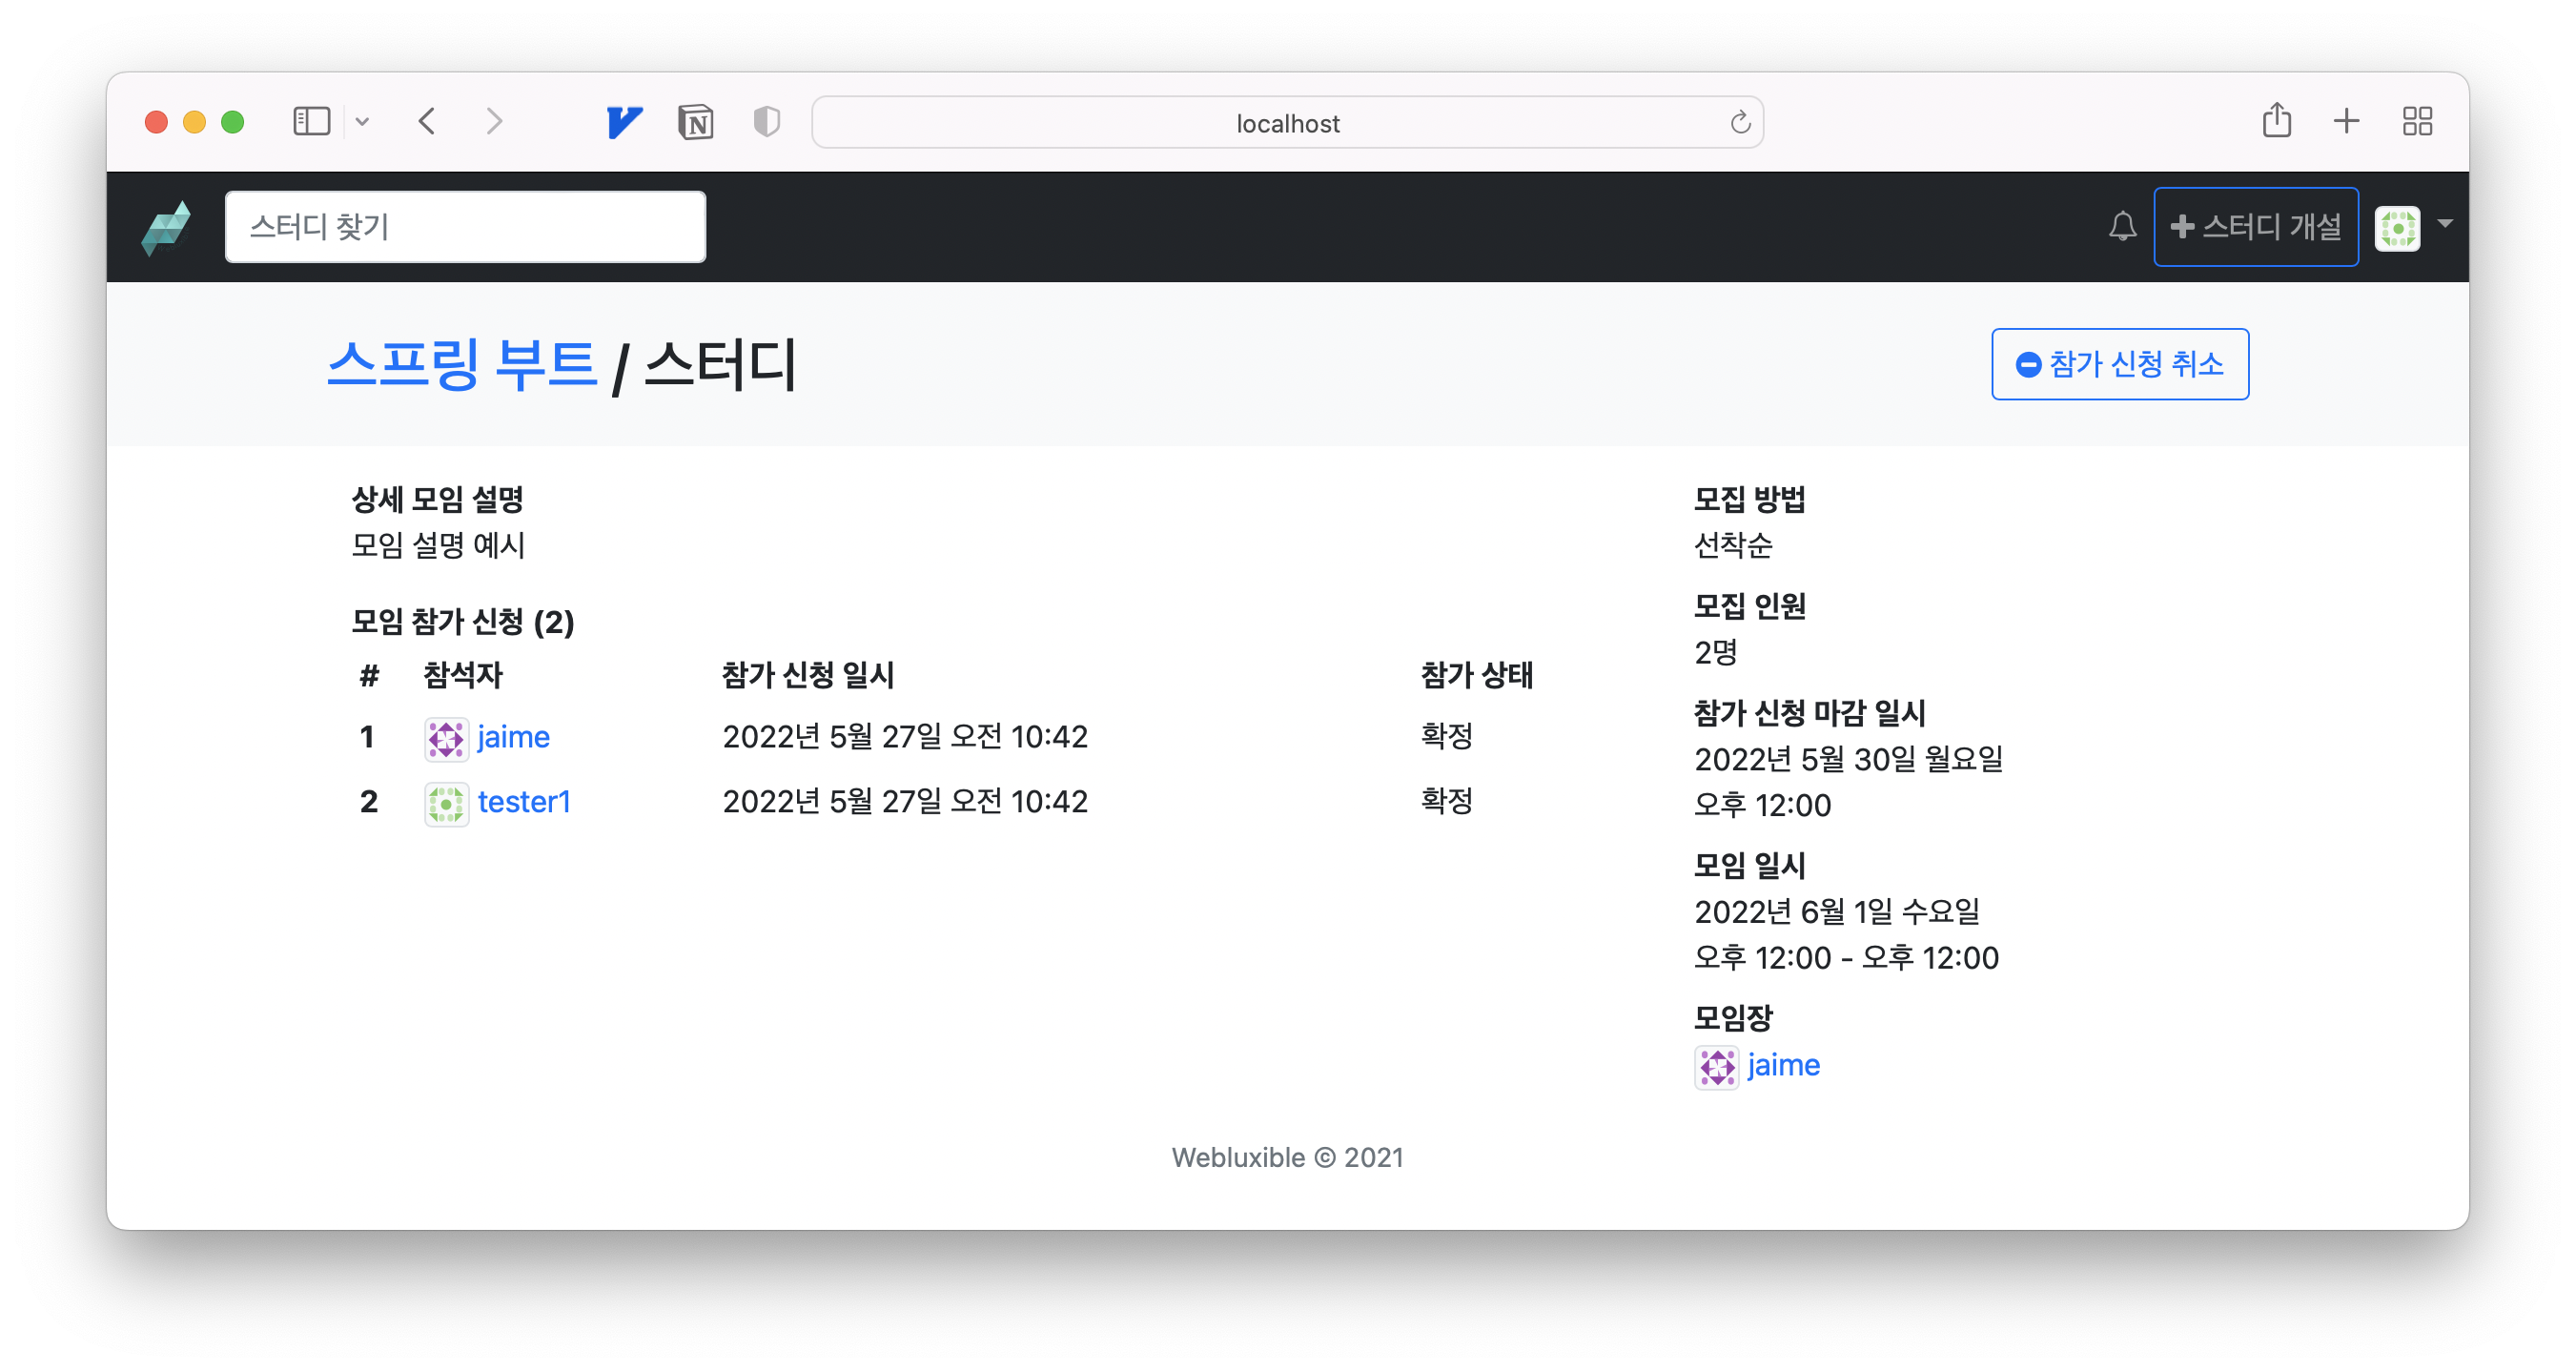 localhost
스터디 찾기
스터디 개설
스프링 부트 / 스터디
참가 신청 취소
상세 모임 설명
모임 설명 예시
모임 참가 신청 (2)
# 참석자 참가 신청 일시 참가 상태
1 jaime 2022년 5월 27일 오전 10:42 확정
2 tester1 2022년 5월 27일 오전 10:42 확정
모집 방법
선착순
모집 인원
2명
참가 신청 마감 일시
2022년 5월 30일 월요일
오후 12:00
모임 일시
2022년 6월 1일 수요일
오후 12:00 - 오후 12:00
모임장
jaime
Webluxible © 2021